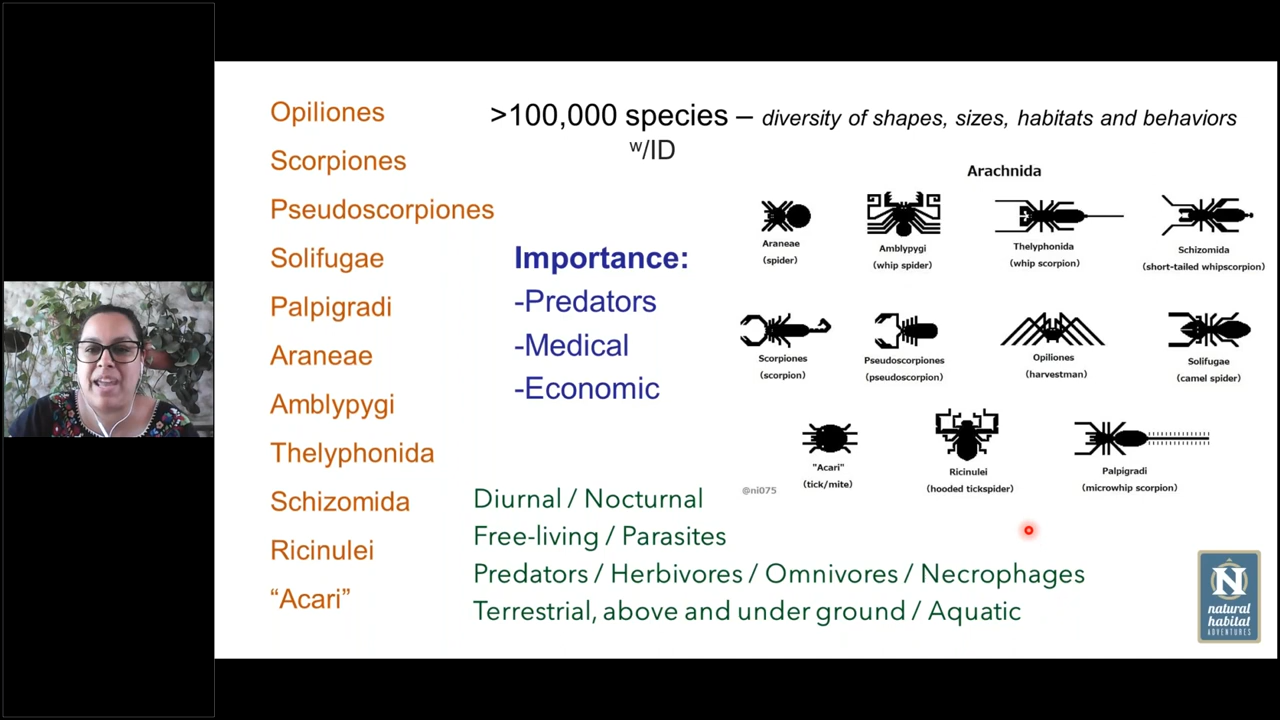 Opiliones
Scorpiones
Pseudoscorpiones
Solifugae
Palpigradi
Araneae
Amblypygi
Thelyphonida
Schizomida
Ricinulei
“Acari”
>100,000 species – diversity of shapes, sizes, habitats and behaviors
w/ID
Importance:
-Predators
-Medical
-Economic
Arachnida
Araneae
(spider)
Amblypygi
(whip spider)
Thelyphonida
(whip scorpion)
Schizomida
(short-tailed whipscorpion)
Scorpiones
(scorpion)
Pseudoscorpiones
(pseudoscorpion)
Opiliones
(harvestman)
Solifugae
(camel spider)
"Acari"
(tick/mite)
Ricinulei
(hooded tickspider)
Palpigradi
(microwhip scorpion)
@ni075
Diurnal / Nocturnal
Free-living / Parasites
Predators / Herbivores / Omnivores / Necrophages
Terrestrial, above and under ground / Aquatic
N
natural
habitat
ADVENTURES